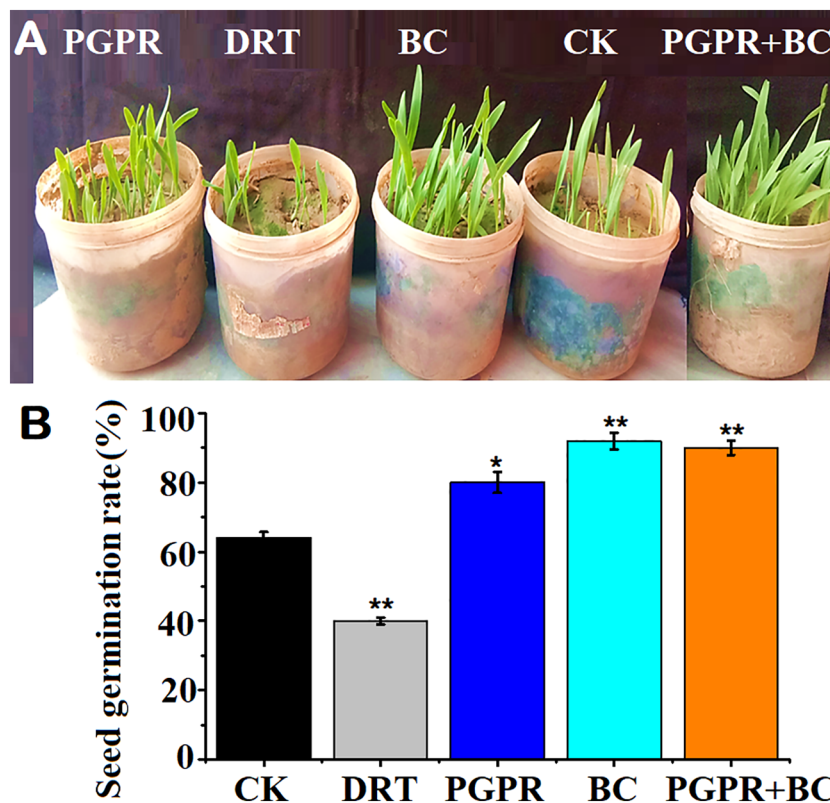 A PGPR DRT BC CK PGPR+BC
B
Seed germination rate(%)
100
80
60
40
20
0
*
**
**
**
CK DRT PGPR BC PGPR+BC